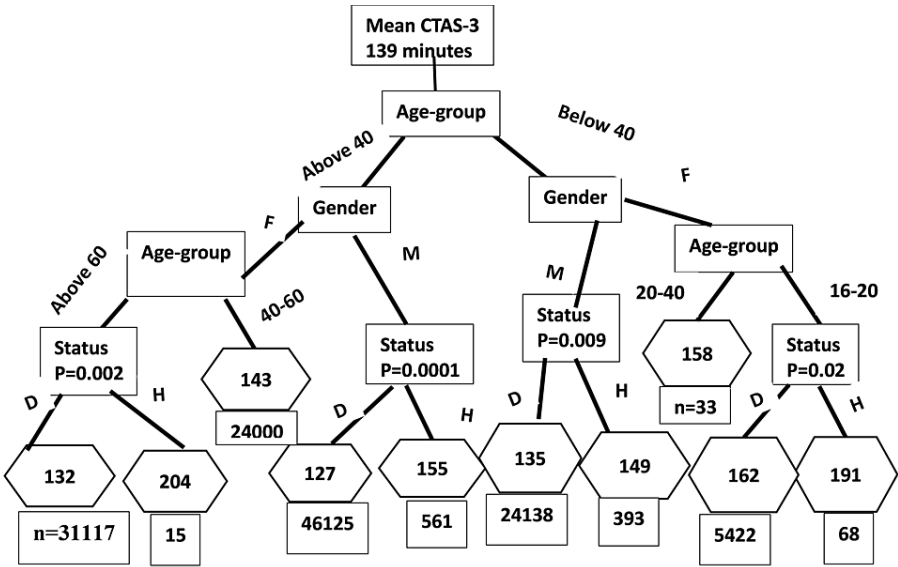 Mean CTAS-3
139 minutes
Age-group
Above 40
Below 40
Gender
Gender
F
F
Age-group
M
M
Age-group
Above 60
40-60
20-40
16-20
Status
P=0.002
Status
P=0.0001
Status
P=0.009
Status
P=0.02
143
158
24000
n=33
D
H
D
H
D
H
D
H
132
204
127
155
135
149
162
191
n=31117
15
46125
561
24138
393
5422
68